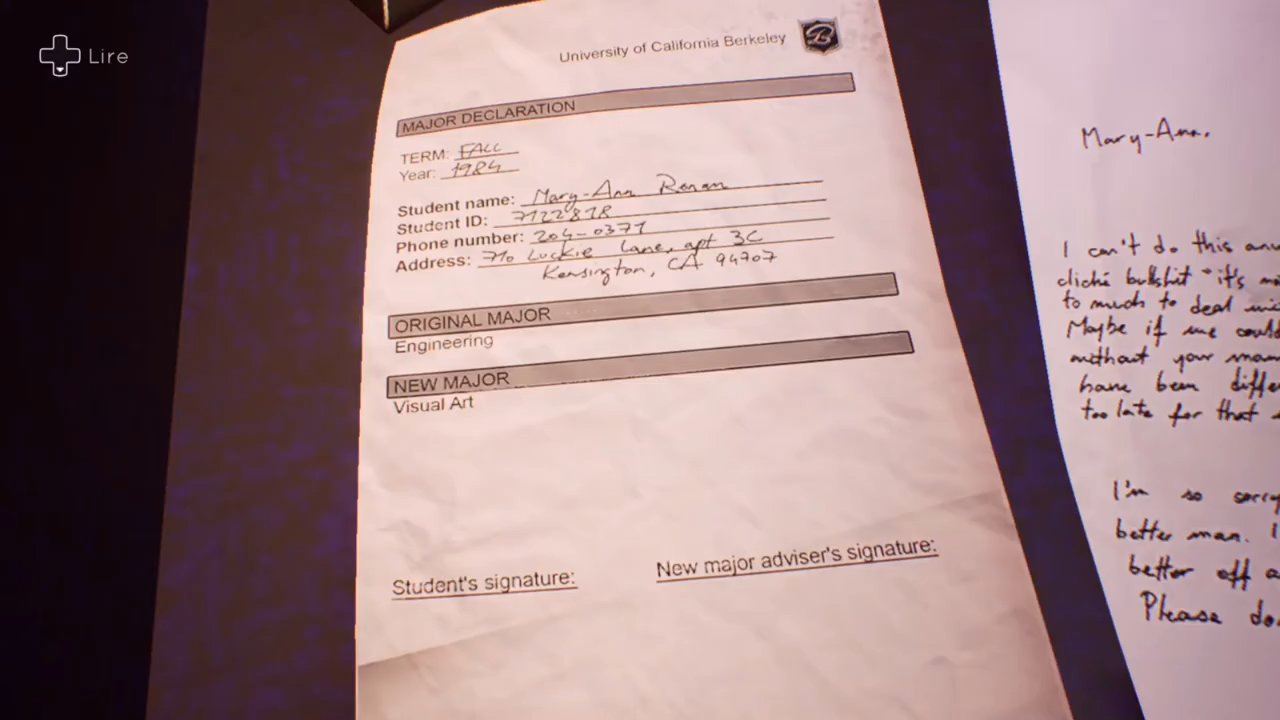 Lire
University of California Berkeley
B
MAJOR DECLARATION
TERM: FALL
Year: 1984
Student name: Mary-Ann Ronan
Student ID: 7122818
Phone number: 204-0371
Address: 710 Luckie Lane, apt 3C
Kensington, CA 94707
ORIGINAL MAJOR
Engineering
NEW MAJOR
Visual Art
Student's signature:
New major adviser's signature:
Mary-Ann,
I can't do this
cliché bullshit "it's
to much to deal
Maybe if we
without your
have been
too late for that
I'm so sorry
better man. I
better off
Please